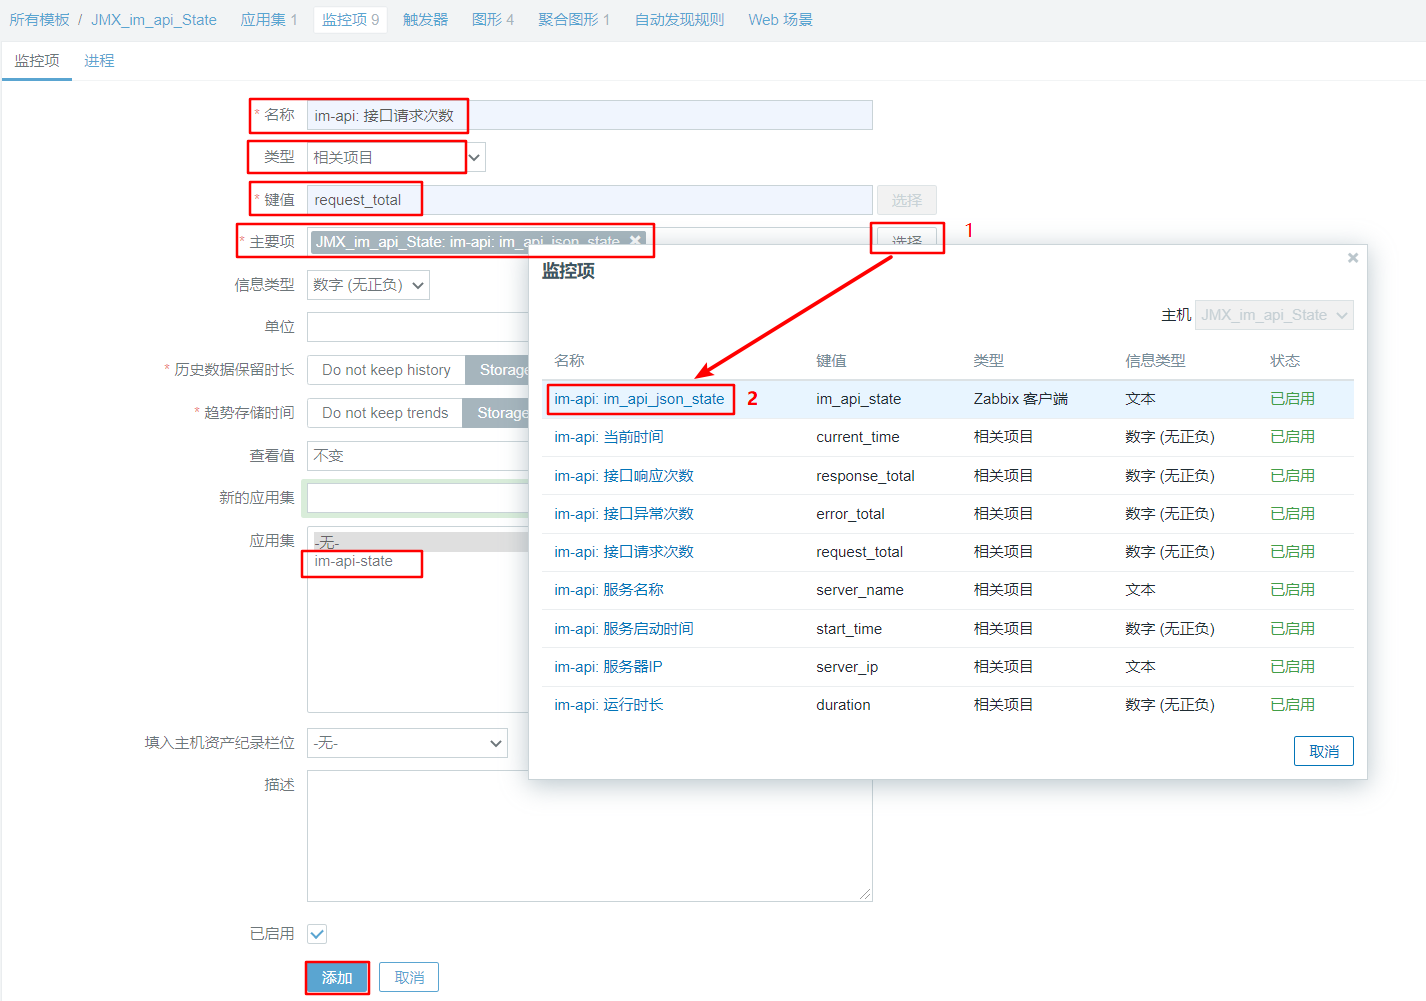 所有模板 / JMX_im_api_State 应用集 1 监控项 9 触发器 图形 4 聚合图形 1 自动发现规则 Web 场景
监控项 进程
* 名称 im-api: 接口请求次数
类型 相关项目
* 键值 request_total 选择
* 主要项 JMX_im_api_State: im-api: im_api_json_state 选择 1
信息类型 数字 (无正负)
单位
* 历史数据保留时长 Do not keep history Storage
* 趋势存储时间 Do not keep trends Storage
查看值 不变
新的应用集
应用集 -无-
im-api-state
填入主机资产纪录栏位 -无-
描述
已启用
添加 取消
监控项
主机 JMX_im_api_State
名称 键值 类型 信息类型 状态
im-api: im_api_json_state 2 im_api_state Zabbix 客户端 文本 已启用
im-api: 当前时间 current_time 相关项目 数字 (无正负) 已启用
im-api: 接口响应次数 response_total 相关项目 数字 (无正负) 已启用
im-api: 接口异常次数 error_total 相关项目 数字 (无正负) 已启用
im-api: 接口请求次数 request_total 相关项目 数字 (无正负) 已启用
im-api: 服务名称 server_name 相关项目 文本 已启用
im-api: 服务启动时间 start_time 相关项目 数字 (无正负) 已启用
im-api: 服务器IP server_ip 相关项目 文本 已启用
im-api: 运行时长 duration 相关项目 数字 (无正负) 已启用
取消